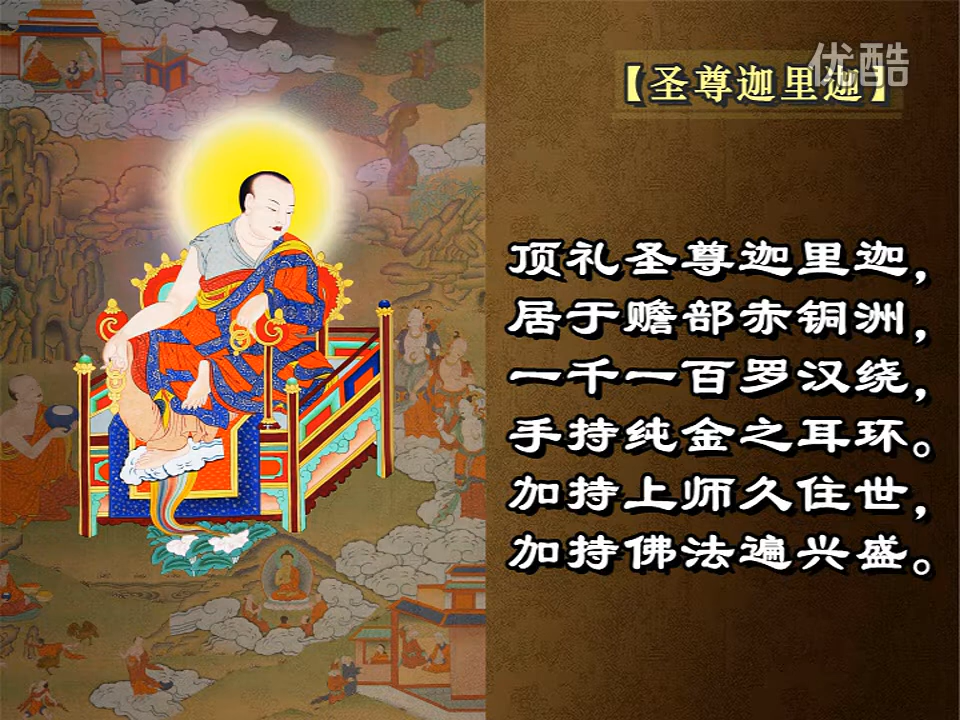 优酷
【圣尊迦里迦】
顶礼圣尊迦里迦，
居于赡部赤铜洲，
一千一百罗汉绕，
手持纯金之耳环。
加持上师久住世，
加持佛法遍兴盛。